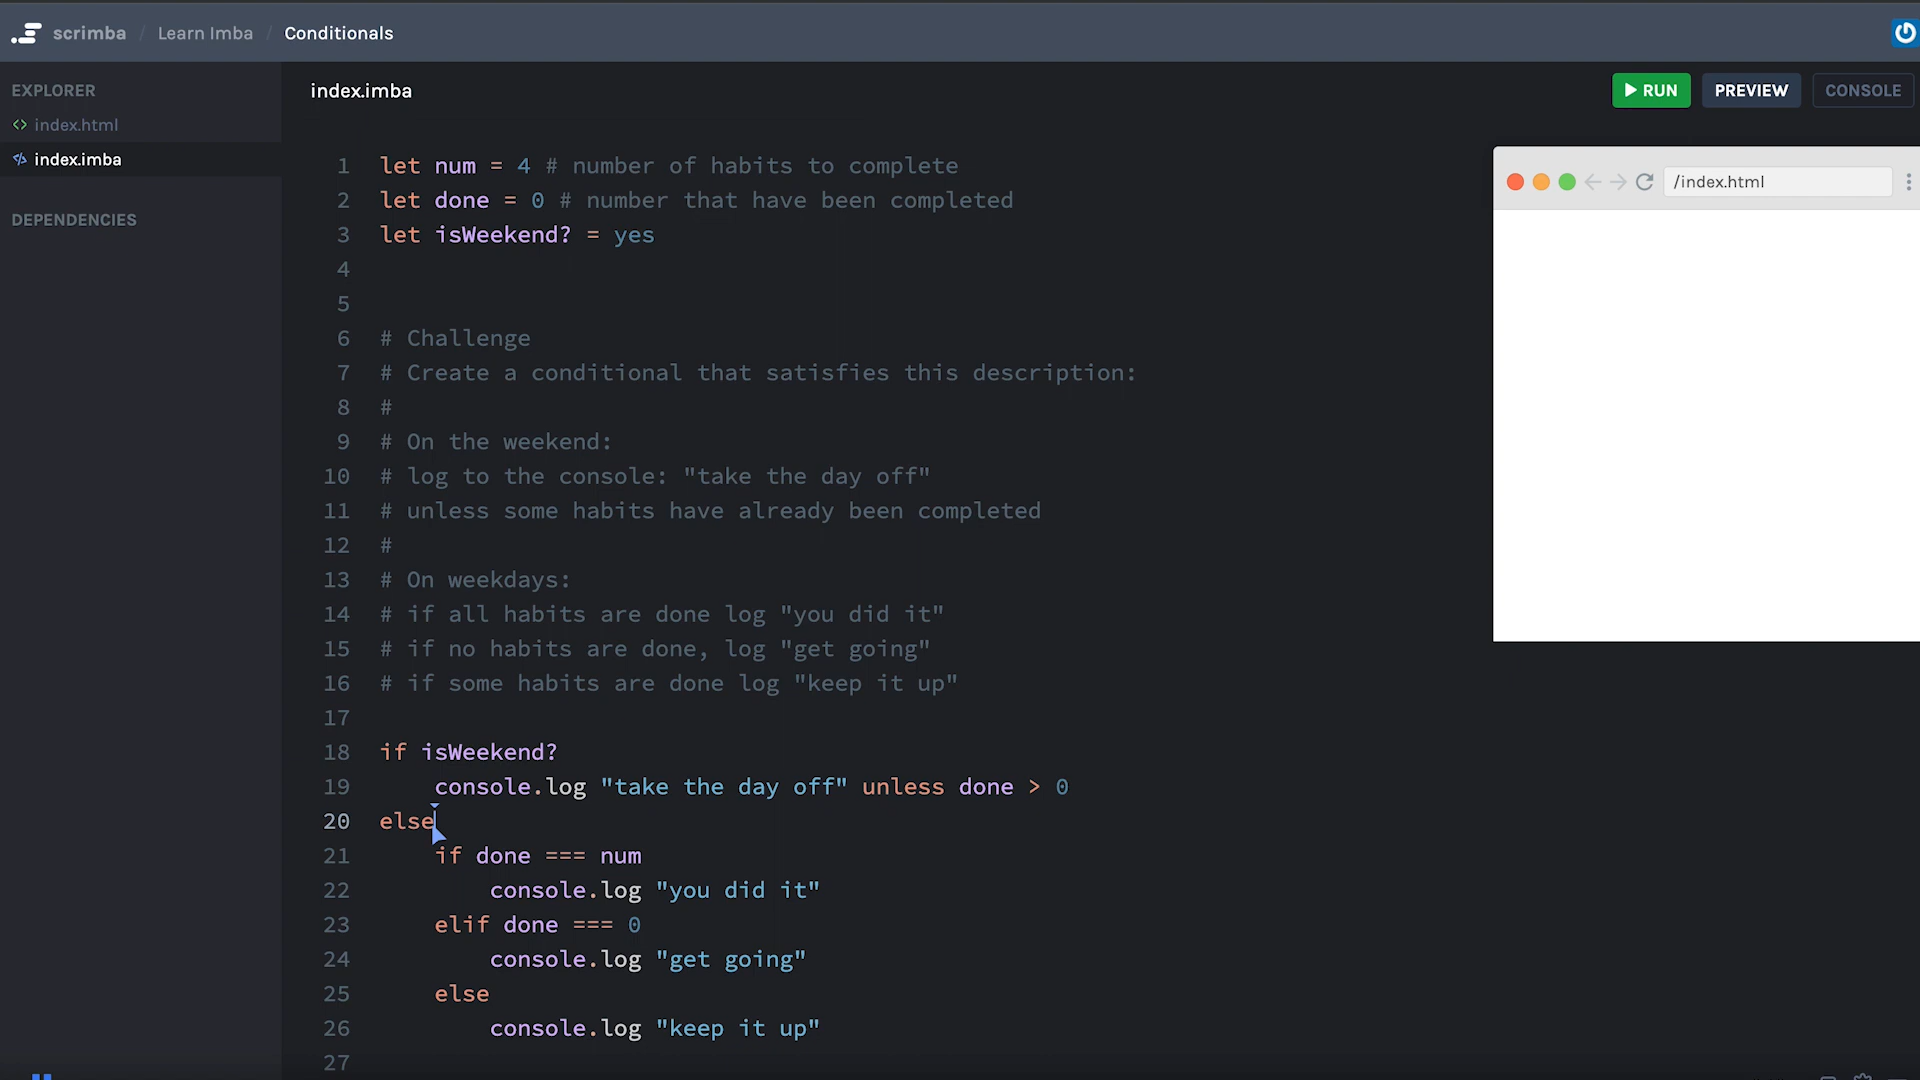 scrimba / Learn Imba / Conditionals
EXPLORER
index.html
index.imba
DEPENDENCIES
index.imba
RUN
PREVIEW
CONSOLE
/index.html
1 let num = 4 # number of habits to complete
2 let done = 0 # number that have been completed
3 let isWeekend? = yes
4
5
6 # Challenge
7 # Create a conditional that satisfies this description:
8 #
9 # On the weekend:
10 # log to the console: "take the day off"
11 # unless some habits have already been completed
12 #
13 # On weekdays:
14 # if all habits are done log "you did it"
15 # if no habits are done, log "get going"
16 # if some habits are done log "keep it up"
17
18 if isWeekend?
19     console.log "take the day off" unless done > 0
20 else
21     if done === num
22         console.log "you did it"
23     elif done === 0
24         console.log "get going"
25     else
26         console.log "keep it up"
27